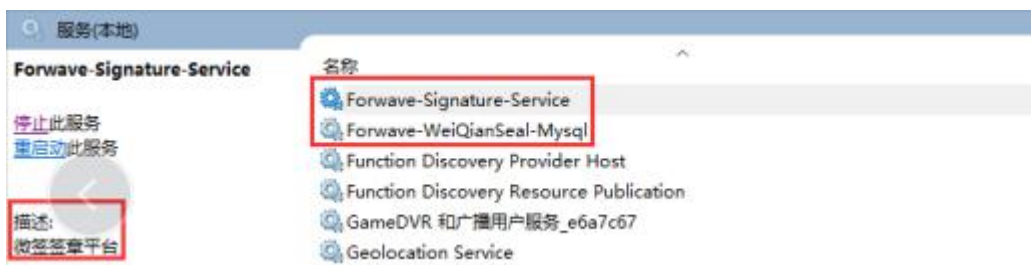 服务(本地)
Forwave-Signature-Service
停止此服务
重启动此服务
描述:
微签签章平台
名称
Forwave-Signature-Service
Forwave-WeiQianSeal-Mysql
Function Discovery Provider Host
Function Discovery Resource Publication
GameDVR 和广播用户服务_e6a7c67
Geolocation Service